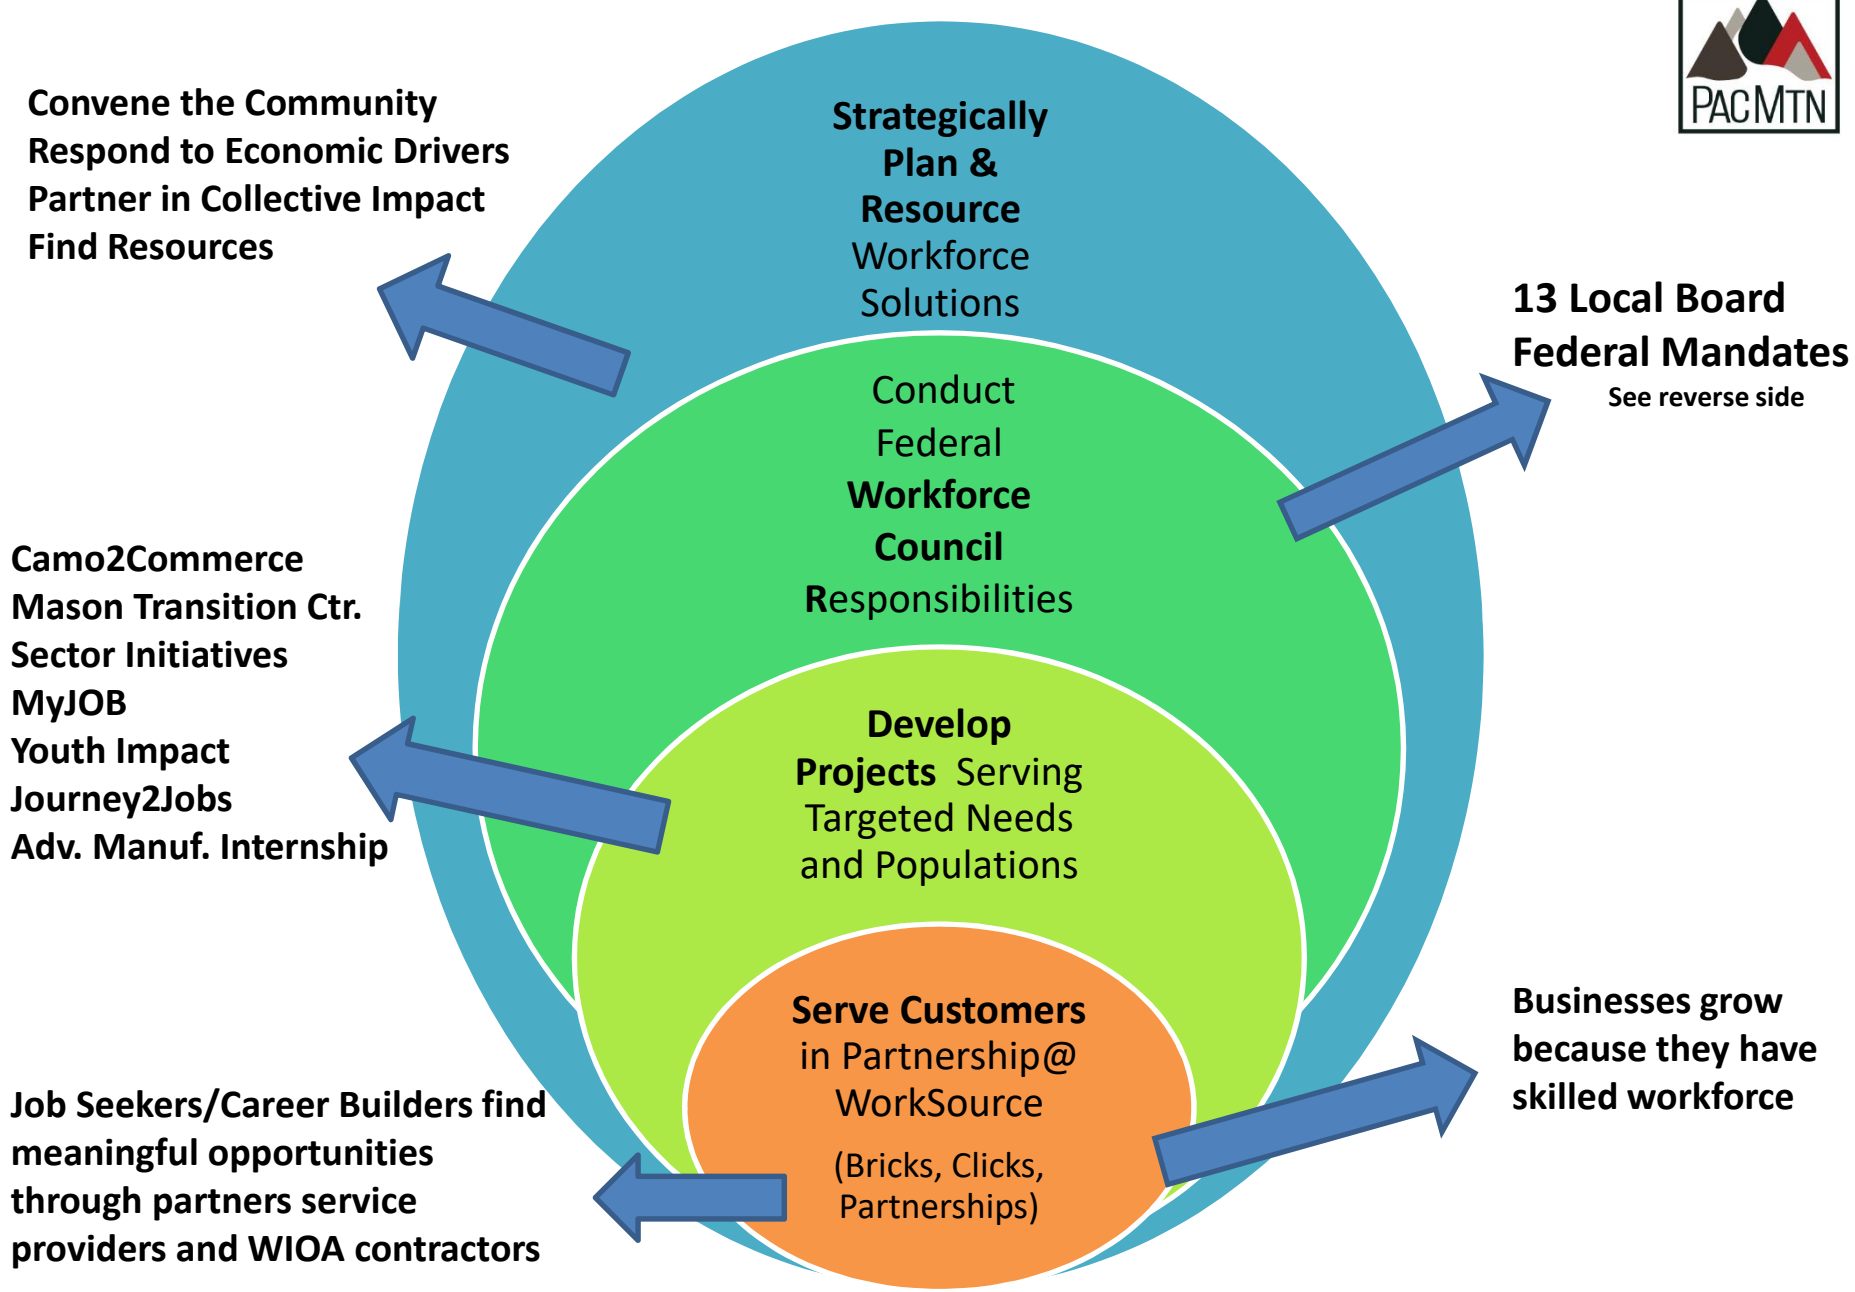 PACMTN
Convene the Community
Respond to Economic Drivers
Partner in Collective Impact
Find Resources
Strategically
Plan &
Resource
Workforce
Solutions
13 Local Board
Federal Mandates
See reverse side
Conduct
Federal
Workforce
Council
Responsibilities
Camo2Commerce
Mason Transition Ctr.
Sector Initiatives
MyJOB
Youth Impact
Journey2Jobs
Adv. Manuf. Internship
Develop
Projects  Serving
Targeted Needs
and Populations
Serve Customers
in Partnership@
WorkSource
(Bricks, Clicks,
Partnerships)
Businesses grow
because they have
skilled workforce
Job Seekers/Career Builders find
meaningful opportunities
through partners service
providers and WIOA contractors